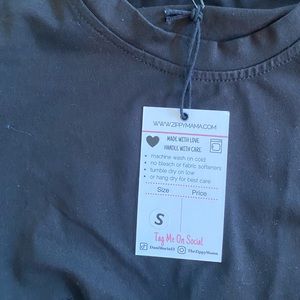 WWW.ZIPPYMAMA.COM
MADE WITH LOVE
HANDLE WITH CARE
• machine wash on cold
• no bleach or fabric softeners
• tumble dry on low
• or hang dry for best care
Size Price
S
Tag Me On Social
TheZippyMama